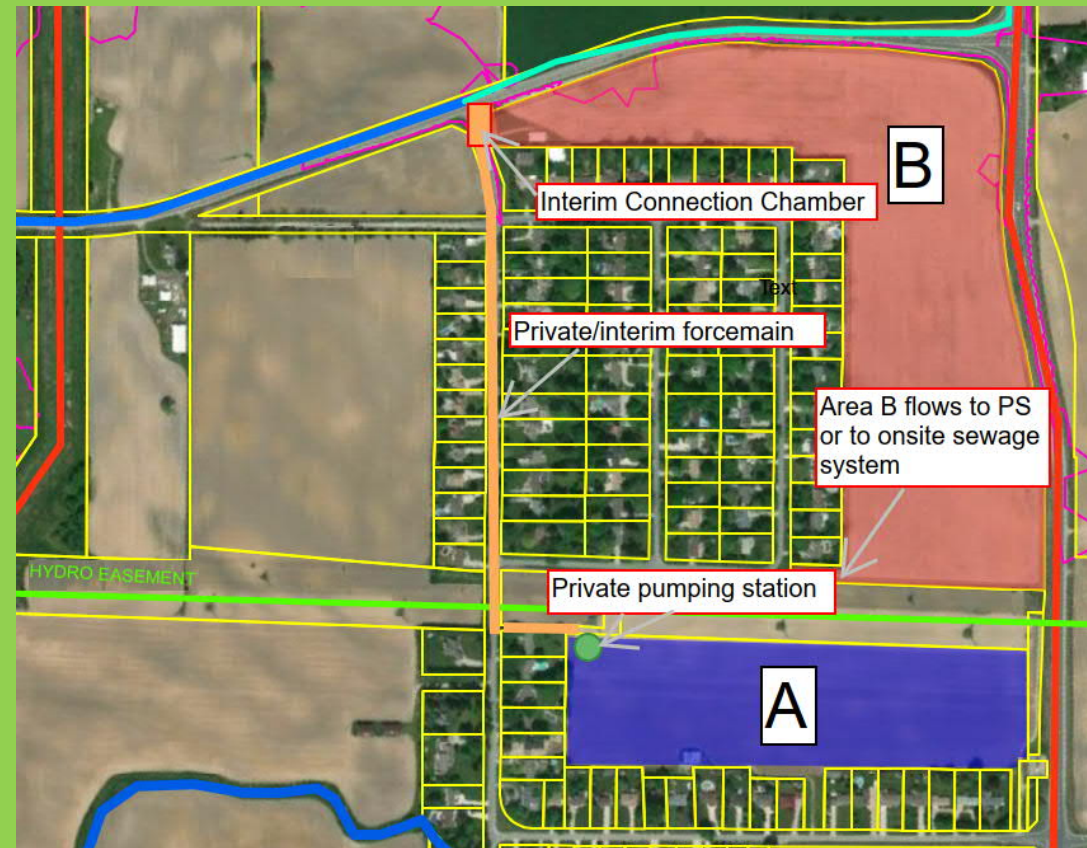 B
Interim Connection Chamber
Text
Private/interim forcemain
Area B flows to PS
or to onsite sewage
system
HYDRO EASEMENT
Private pumping station
A